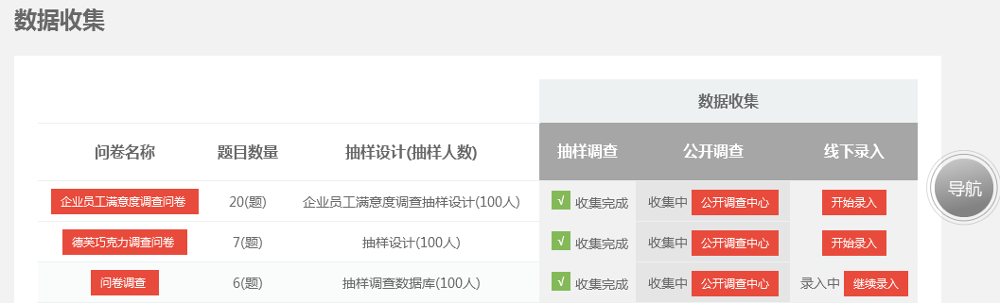 数据收集
数据收集
问卷名称 题目数量 抽样设计(抽样人数) 抽样调查 公开调查 线下录入
导航
企业员工满意度调查问卷 20(题) 企业员工满意度调查抽样设计(100人) √ 收集完成 收集中 公开调查中心 开始录入
德芙巧克力调查问卷 7(题) 抽样设计(100人) √ 收集完成 收集中 公开调查中心 开始录入
问卷调查 6(题) 抽样调查数据库(100人) √ 收集完成 收集中 公开调查中心 录入中 继续录入